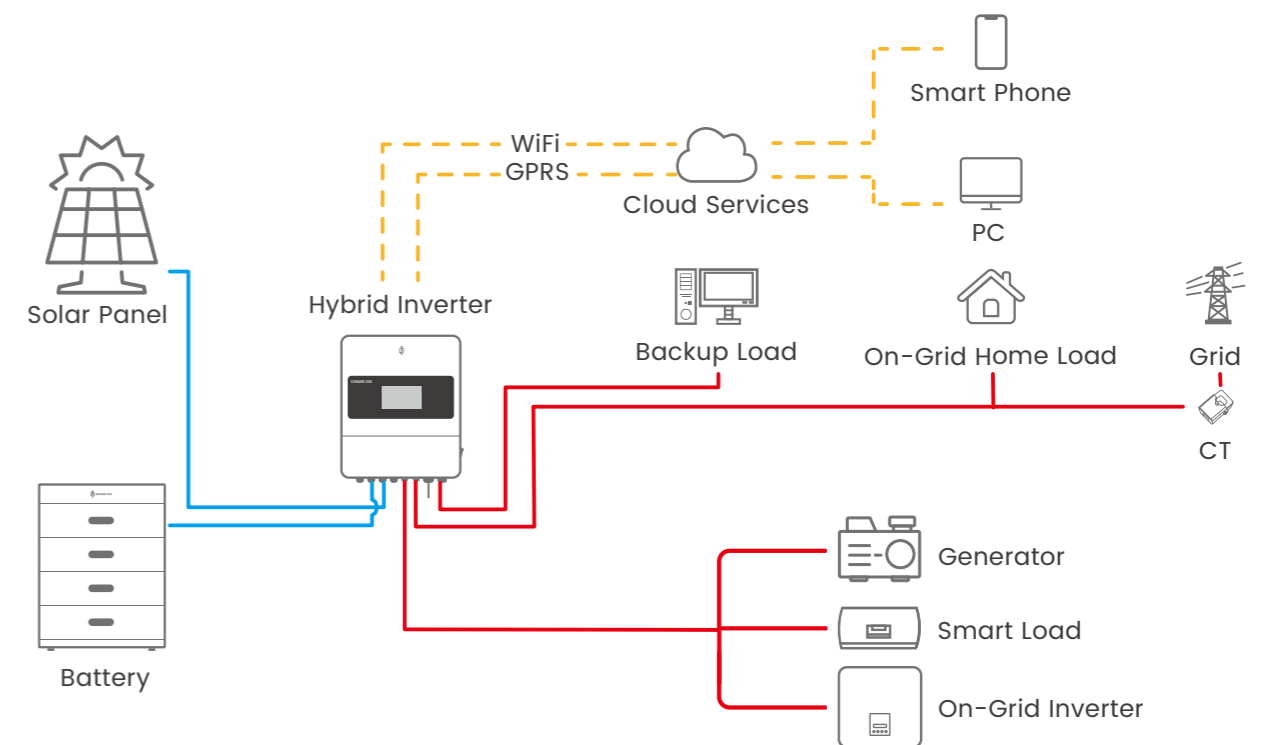 Smart Phone
WiFi
GPRS
Cloud Services
PC
Solar Panel
Hybrid Inverter
Backup Load
On-Grid Home Load
Grid
CT
Battery
Generator
Smart Load
On-Grid Inverter